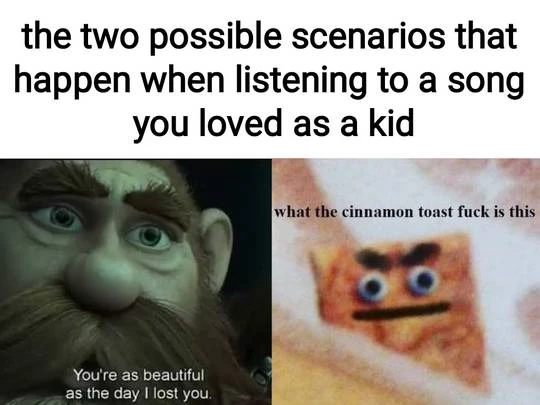 the two possible scenarios that
happen when listening to a song
you loved as a kid
what the cinnamon toast fuck is this
You're as beautiful
as the day I lost you.